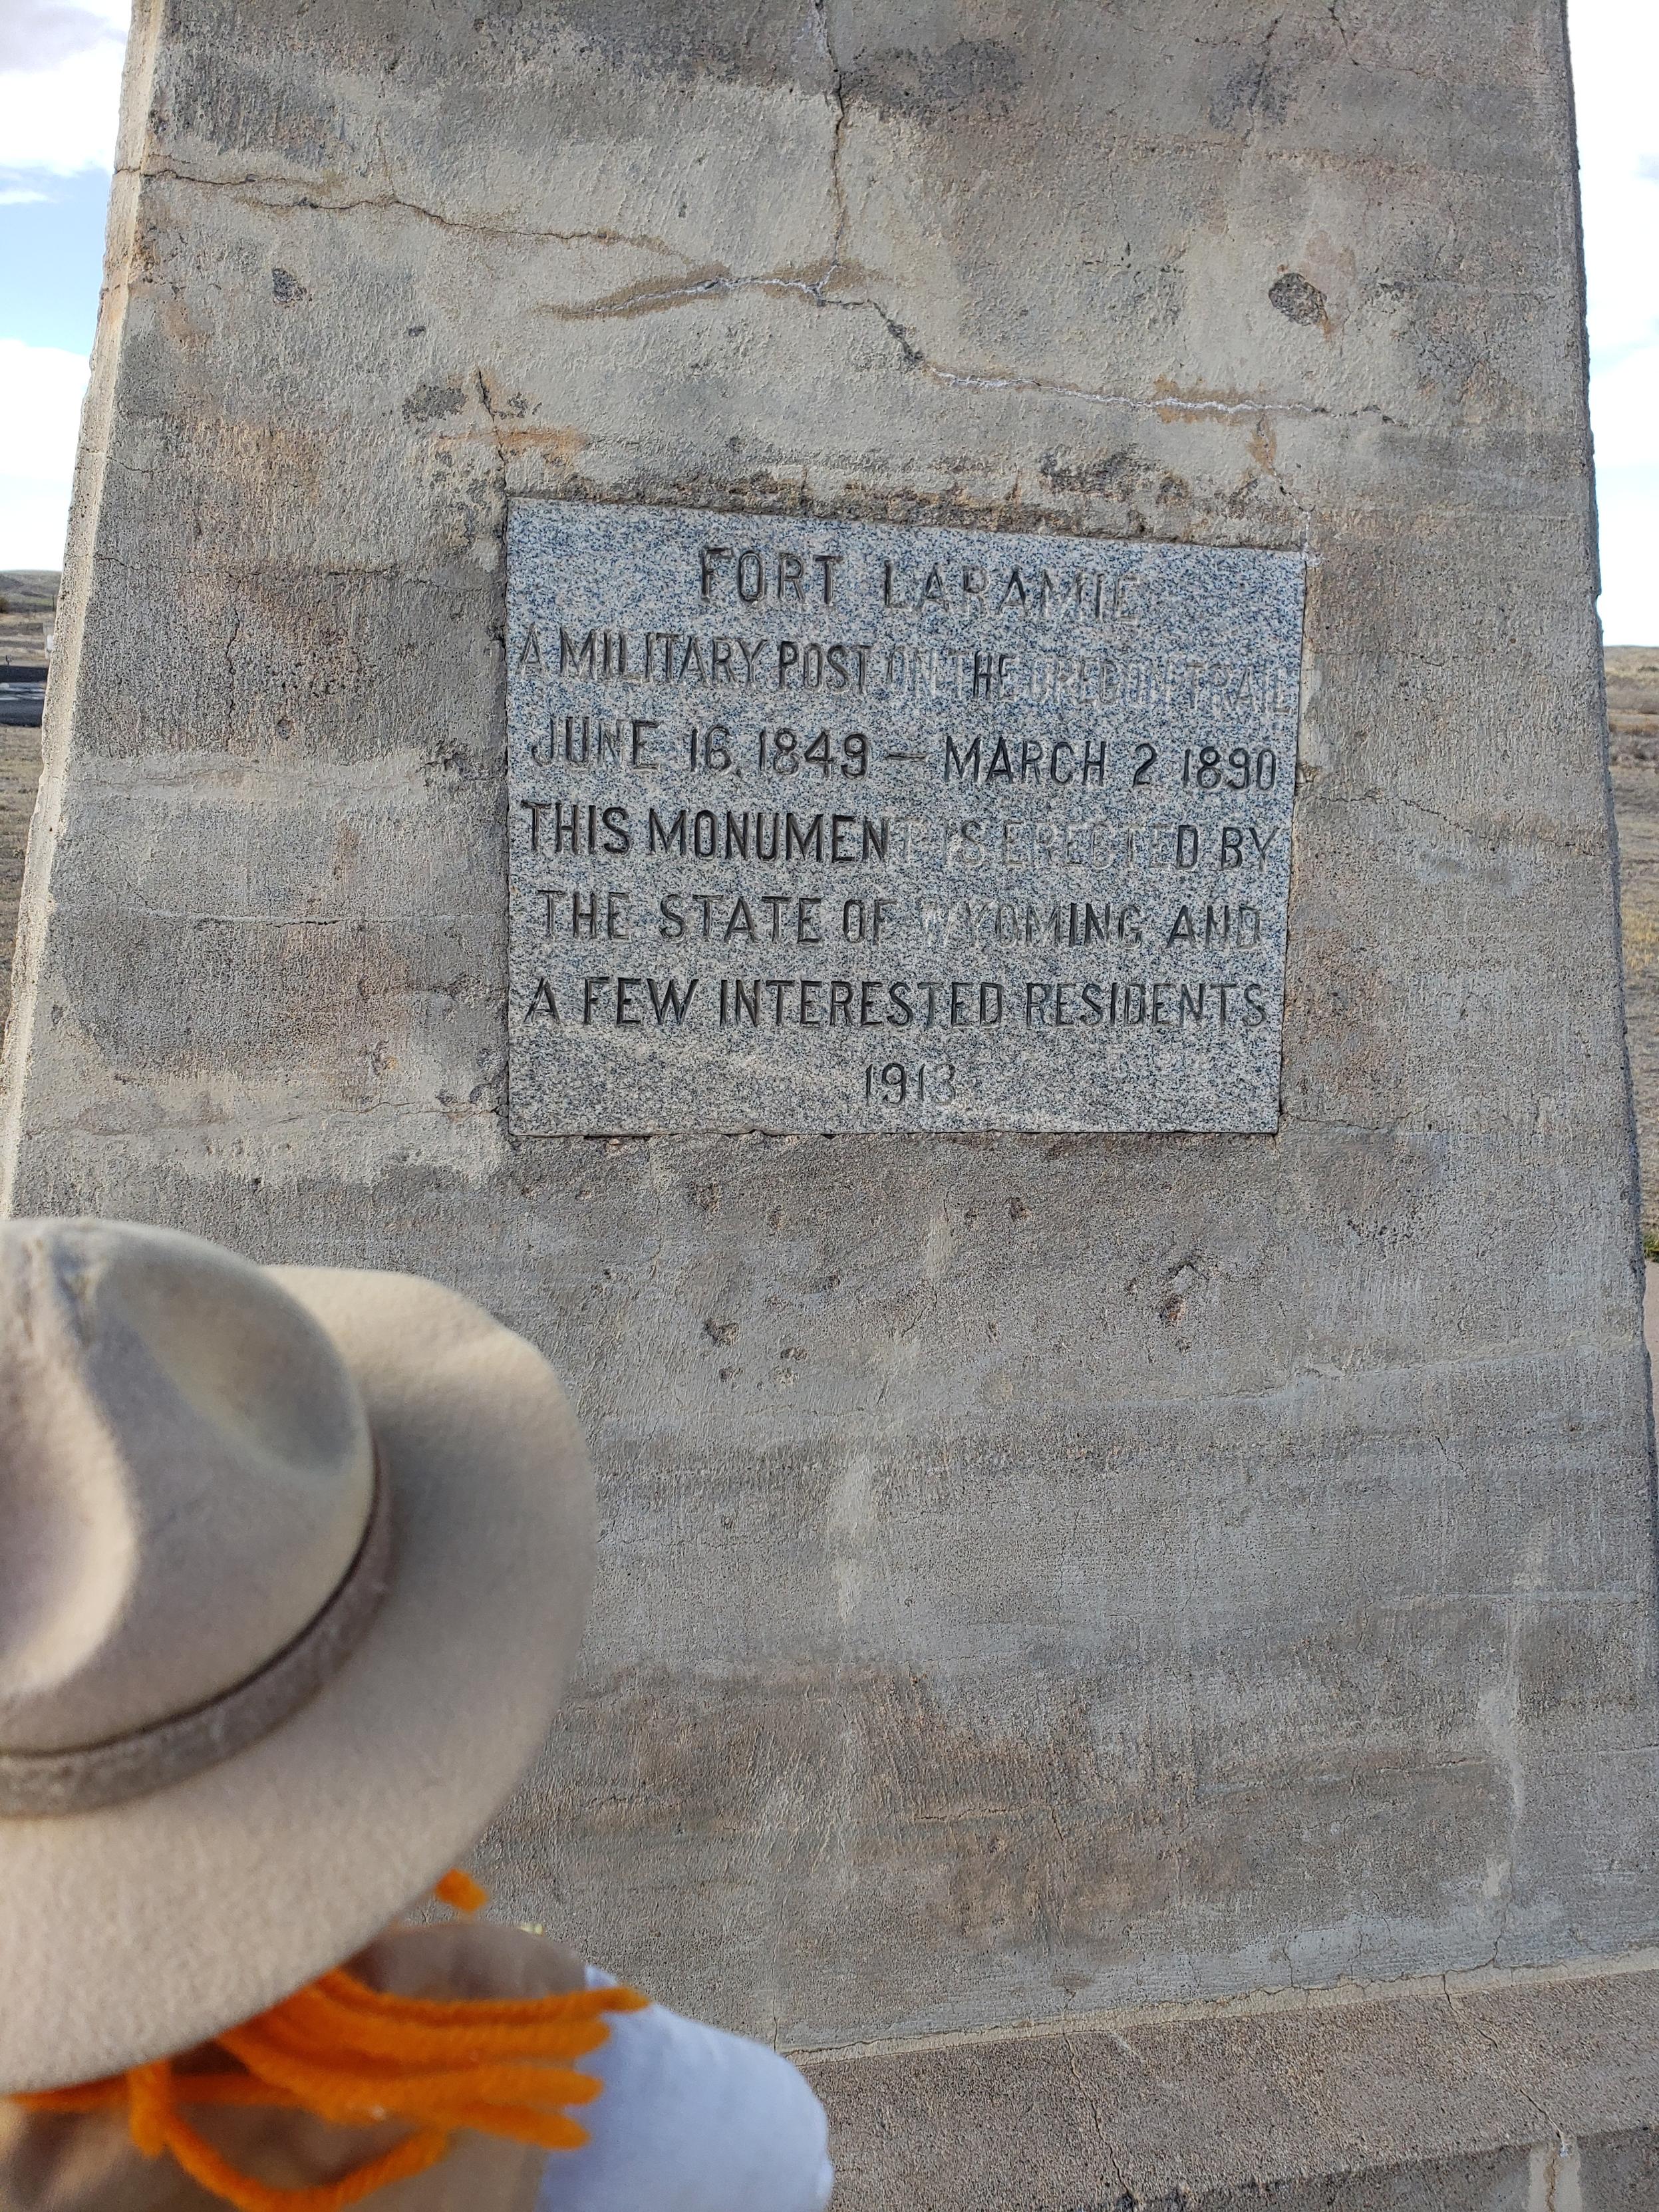 FORT LARAMIE
A MILITARY POST ON THE OREGON TRAIL
JUNE 16, 1849 — MARCH 2, 1890
THIS MONUMENT IS ERECTED BY
THE STATE OF WYOMING AND
A FEW INTERESTED RESIDENTS
1913